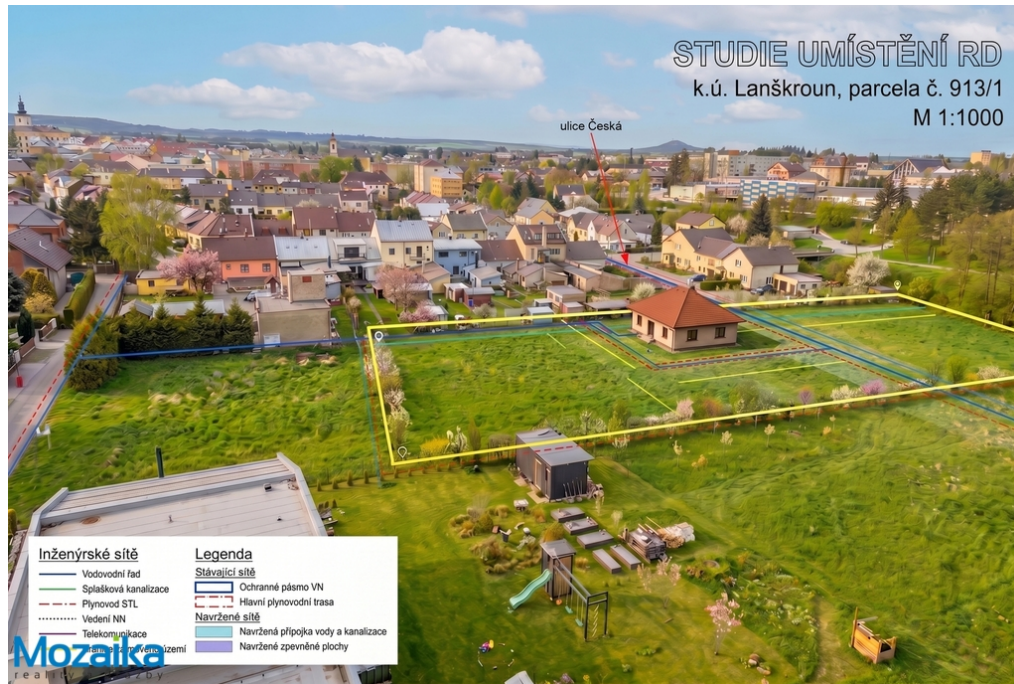 STUDIE UMÍSTĚNÍ RD
k.ú. Lanškroun, parcela č. 913/1
M 1:1000
ulice Česká
Inženýrské sítě
Vodovodní řad
Splašková kanalizace
Plynovod STL
Vedení NN
Telekomunikace
území
Legenda
Stávající sítě
Ochranné pásmo VN
Hlavní plynovodní trasa
Navržené sítě
Navržená přípojka vody a kanalizace
Navržené zpevněné plochy
Mozaika